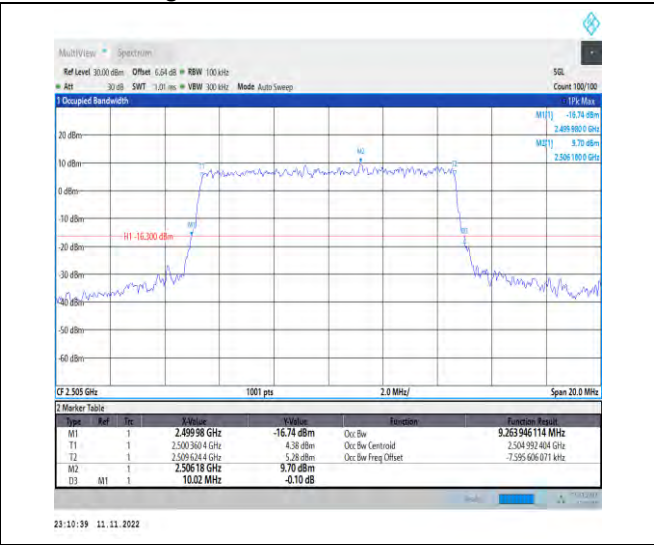 MultiView Spectrum
Ref Level 30.00 dBm Offset 6.64 dB RBW 100 kHz SGL
Att 30 dB SWT 1.01 ms VBW 300 kHz Mode Auto Sweep Count 100/100
1 Occupied Bandwidth 1Pk Max
M1[1] -16.74 dBm
2.499 980 0 GHz
M2[1] 9.70 dBm
2.506 180 0 GHz
20 dBm
M2
T1 T2
10 dBm
0 dBm
-10 dBm
M1 D3
H1 -16.300 dBm
-20 dBm
-30 dBm
-40 dBm
-50 dBm
-60 dBm
CF 2.505 GHz 1001 pts 2.0 MHz/ Span 20.0 MHz
2 Marker Table
Type Ref Trc X-Value Y-Value Function Function Result
M1 1 2.499 98 GHz -16.74 dBm Occ Bw 9.263 946 114 MHz
T1 1 2.500 360 4 GHz 4.38 dBm Occ Bw Centroid 2.504 992 404 GHz
T2 1 2.509 624 4 GHz 5.28 dBm Occ Bw Freq Offset -7.595 606 071 kHz
M2 1 2.506 18 GHz 9.70 dBm
D3 M1 1 10.02 MHz -0.10 dB
23:10:39 11.11.2022